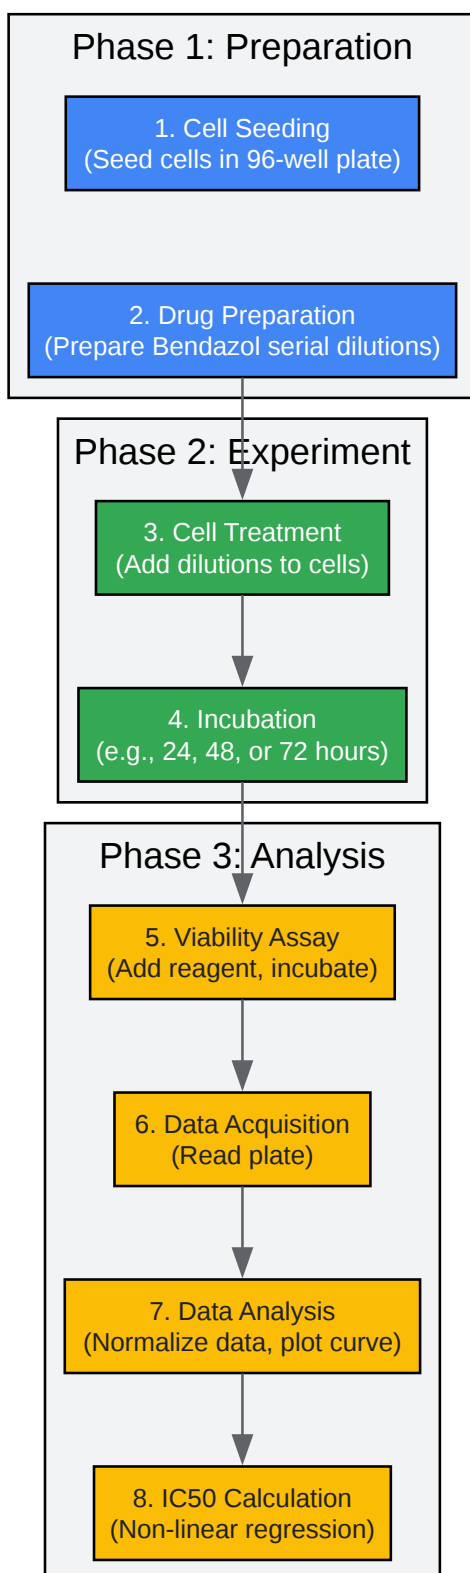 Phase 1: Preparation
1. Cell Seeding
(Seed cells in 96-well plate)
2. Drug Preparation
(Prepare Bendazol serial dilutions)
Phase 2: Experiment
3. Cell Treatment
(Add dilutions to cells)
4. Incubation
(e.g., 24, 48, or 72 hours)
Phase 3: Analysis
5. Viability Assay
(Add reagent, incubate)
6. Data Acquisition
(Read plate)
7. Data Analysis
(Normalize data, plot curve)
8. IC50 Calculation
(Non-linear regression)